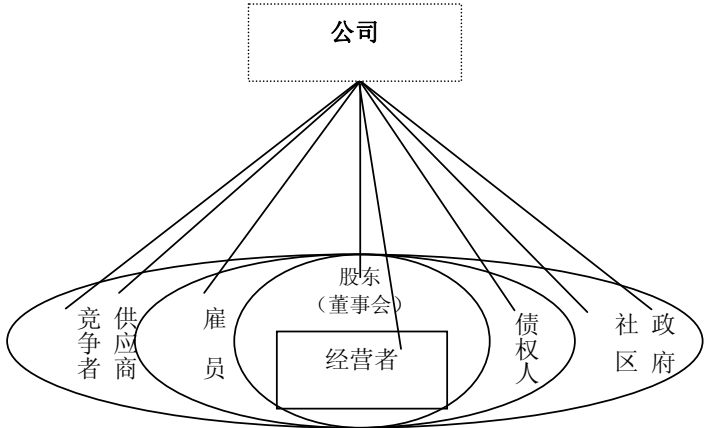 公司
股东
（董事会）
经营者
竞争者
供应商
雇员
债权人
社区
政府